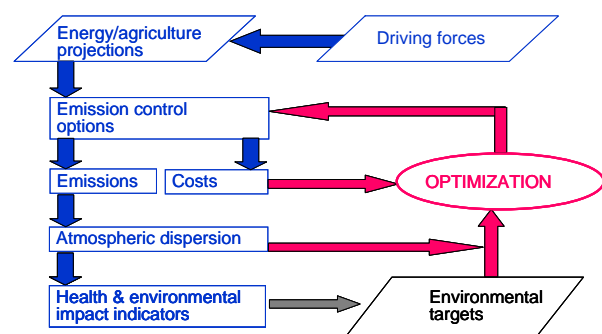 Energy/agriculture
projections
Driving forces
Emission control
options
Emissions
Costs
OPTIMIZATION
Atmospheric dispersion
Health & environmental
impact indicators
Environmental
targets